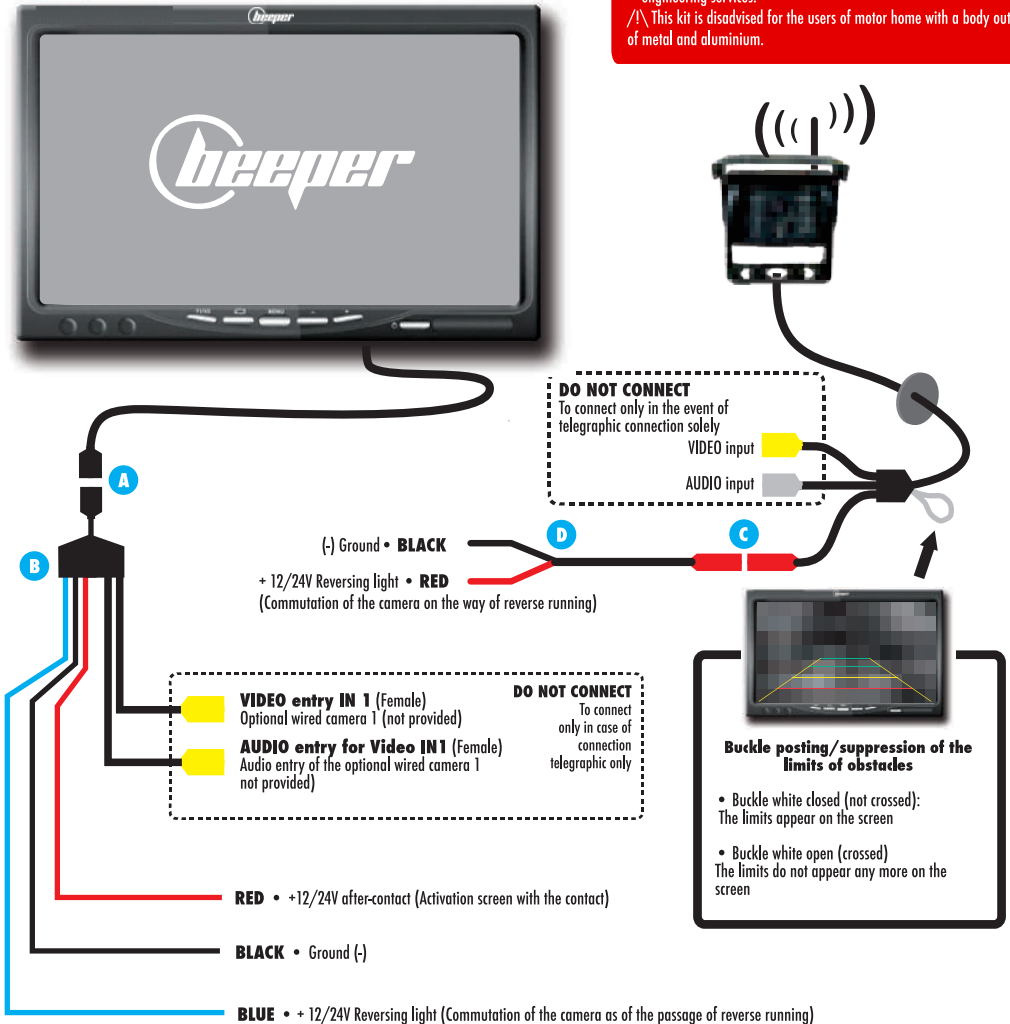 engineering services.
/!\ This kit is disadvised for the users of motor home with a body out
of metal and aluminium.
beeper
beeper
MENU
-
+
DO NOT CONNECT
To connect only in the event of
telegraphic connection solely
VIDEO input
AUDIO input
A
B
C
D
(-) Ground • BLACK
+ 12/24V Reversing light • RED
(Commutation of the camera on the way of reverse running)
VIDEO entry IN 1 (Female)
Optional wired camera 1 (not provided)
AUDIO entry for Video IN1 (Female)
Audio entry of the optional wired camera 1
not provided)
DO NOT CONNECT
To connect
only in case of
connection
telegraphic only
Buckle posting/suppression of the
limits of obstacles
• Buckle white closed (not crossed):
The limits appear on the screen
• Buckle white open (crossed)
The limits do not appear any more on the
screen
RED • +12/24V after-contact (Activation screen with the contact)
BLACK • Ground (-)
BLUE • + 12/24V Reversing light (Commutation of the camera as of the passage of reverse running)